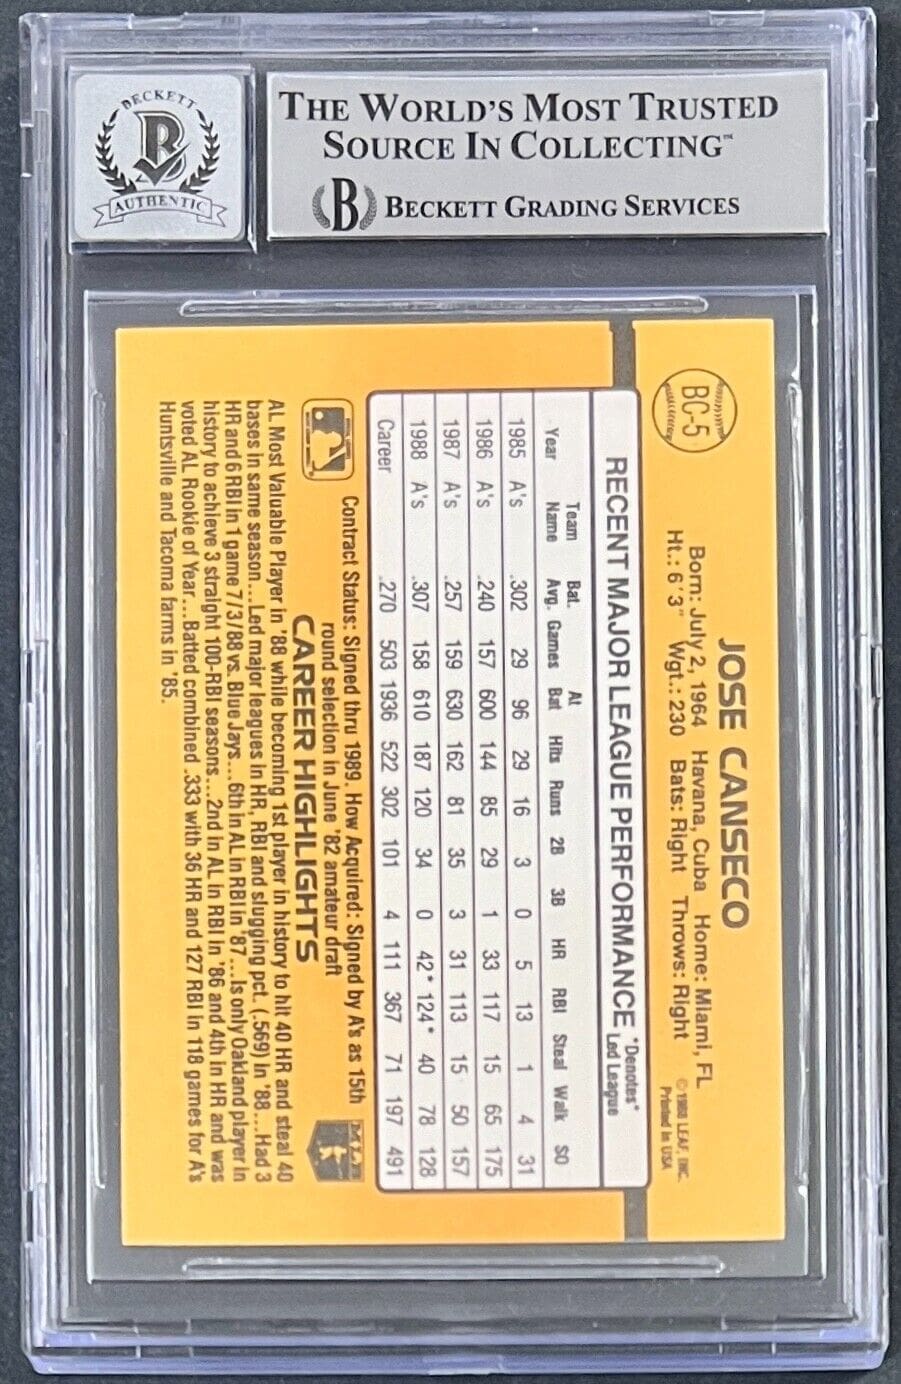 BECKETT
B
AUTHENTIC
THE WORLD'S MOST TRUSTED
SOURCE IN COLLECTING™
B BECKETT GRADING SERVICES
BC-5
JOSE CANSECO
Born: July 2, 1964 Havana, Cuba Home: Miami, FL
Ht.: 6'3" Wgt.: 230 Bats: Right Throws: Right
LEAF, INC.
Printed in USA
RECENT MAJOR LEAGUE PERFORMANCE *Denotes*
Led League
Year Team Name Bat. Avg. Games At Bat Hits Runs 2B 3B HR RBI Steal Walk SO
1985 A's .302 29 96 29 16 3 0 5 13 1 4 31
1986 A's .240 157 600 144 85 29 1 33 117 15 65 175
1987 A's .257 159 630 162 81 35 3 31 113 15 50 157
1988 A's .307 158 610 187 120 34 0 42* 124* 40 78 128
Career .270 503 1936 522 302 101 4 111 367 71 197 491
Contract Status: Signed thru 1989. How Acquired: Signed by A's as 15th
round selection in June '82 amateur draft
CAREER HIGHLIGHTS
AL Most Valuable Player in '88 while becoming 1st player in history to hit 40 HR and steal 40
bases in same season...Led major leagues in HR, RBI and slugging pct. (.569) in '88...Had 3
HR and 6 RBI in 1 game 7/3/88 vs. Blue Jays...6th in AL in RBI in '87...Is only Oakland player in
history to achieve 3 straight 100-RBI seasons...2nd in AL in RBI in '86 and 4th in HR and was
voted AL Rookie of Year...Batted combined .333 with 36 HR and 127 RBI in 118 games for A's
Huntsville and Tacoma farms in '85.